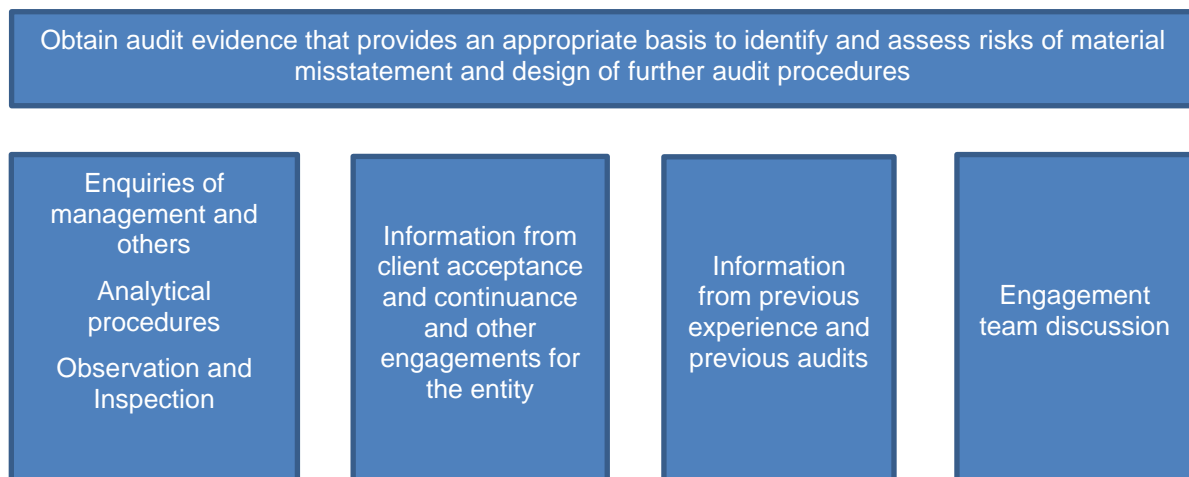 Obtain audit evidence that provides an appropriate basis to identify and assess risks of material
misstatement and design of further audit procedures
Enquiries of
management and
others
Analytical
procedures
Observation and
Inspection
Information from
client acceptance
and continuance
and other
engagements for
the entity
Information
from previous
experience and
previous audits
Engagement
team discussion